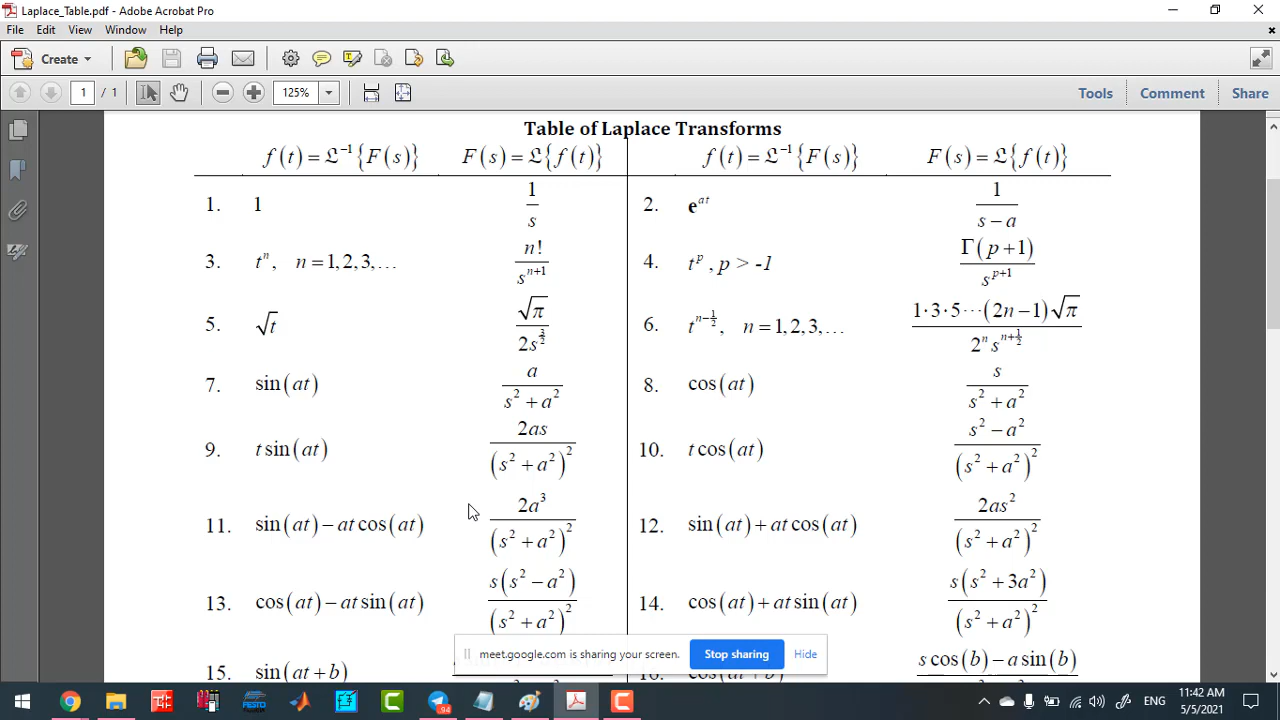 Laplace_Table.pdf - Adobe Acrobat Pro
File Edit View Window Help
Create
1 / 1 125% Tools Comment Share
Table of Laplace Transforms
f(t) = 𝔏⁻¹{F(s)} F(s) = 𝔏{f(t)} f(t) = 𝔏⁻¹{F(s)} F(s) = 𝔏{f(t)}
1. 1 1/s 2. e^{at} 1/(s−a)
3. tⁿ, n = 1,2,3,… n!/s^{n+1} 4. t^p, p > -1 Γ(p+1)/s^{p+1}
5. √t √π/(2s^{3/2}) 6. t^{n−1/2}, n = 1,2,3,… 1·3·5···(2n−1)√π/(2ⁿs^{n+1/2})
7. sin(at) a/(s²+a²) 8. cos(at) s/(s²+a²)
9. t sin(at) 2as/(s²+a²)² 10. t cos(at) (s²−a²)/(s²+a²)²
11. sin(at) − at cos(at) 2a³/(s²+a²)² 12. sin(at) + at cos(at) 2as²/(s²+a²)²
13. cos(at) − at sin(at) s(s²−a²)/(s²+a²)² 14. cos(at) + at sin(at) s(s²+3a²)/(s²+a²)²
meet.google.com is sharing your screen. Stop sharing Hide
15. sin(at+b) s cos(b) − a sin(b)
94 ENG 11:42 AM
5/5/2021